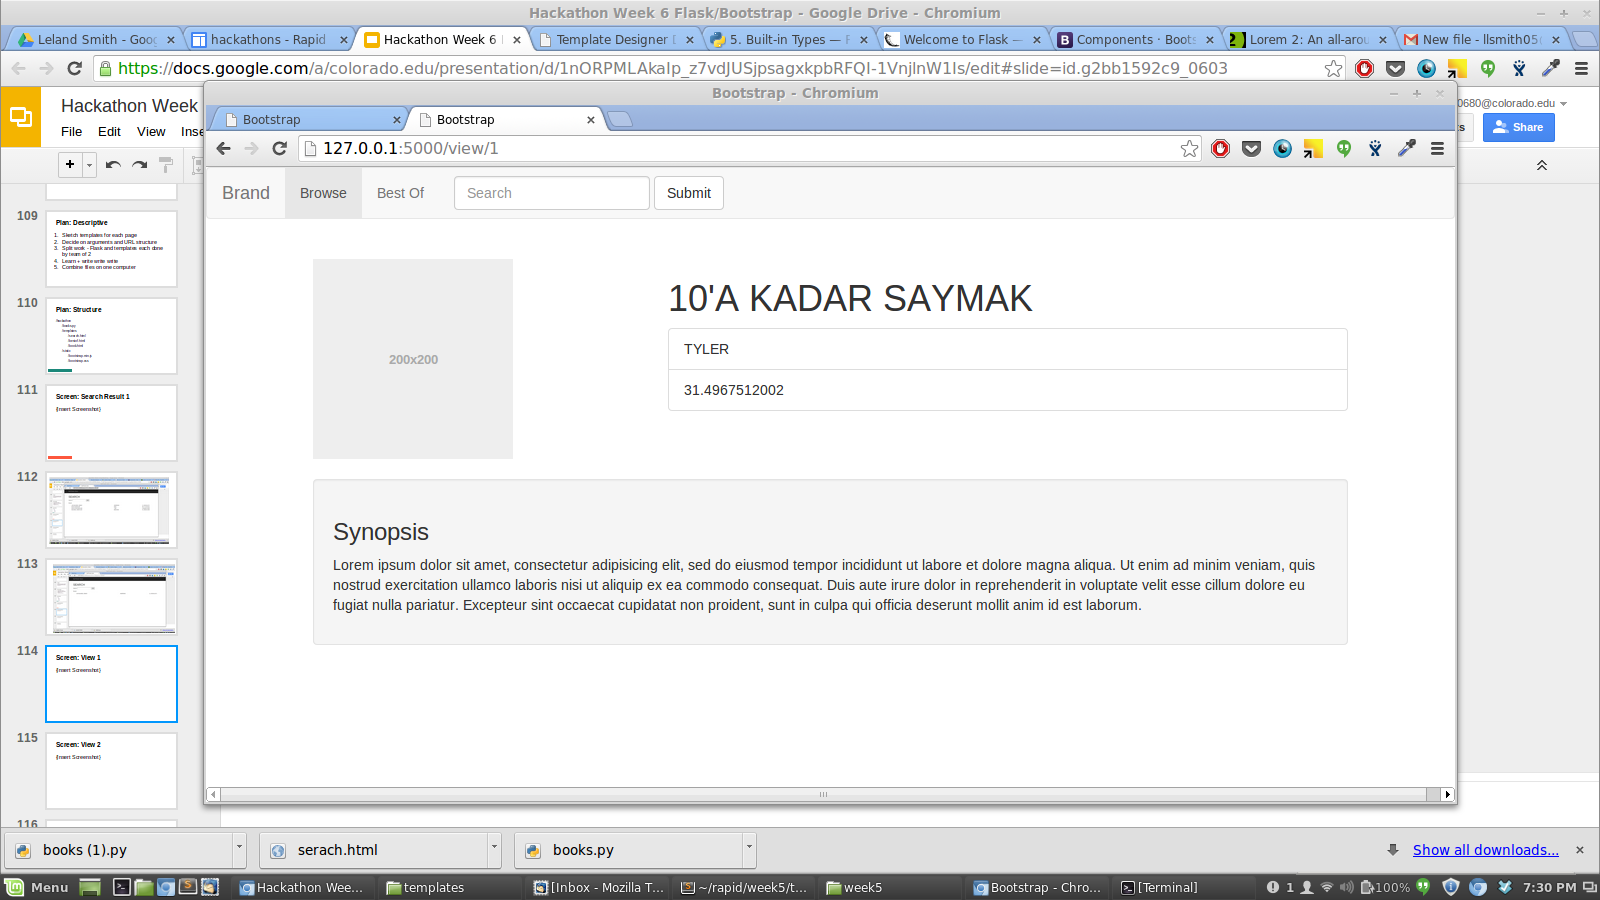 Hackathon Week 6 Flask/Bootstrap - Google Drive - Chromium
Leland Smith - Goo
hackathons - Rapid
Hackathon Week 6
Template Designer
5. Built-in Types —
Welcome to Flask —
Components · Boots
Lorem 2: An all-arou
New file - llsmith05
https://docs.google.com/a/colorado.edu/presentation/d/1nORPMLAkaIp_z7vdJUSjpsagxkpbRFQI-1VnjlnW1Is/edit#slide=id.g2bb1592c9_0603
Hackathon Week
0680@colorado.edu
File Edit View Inse
Share
Bootstrap - Chromium
Bootstrap
Bootstrap
127.0.0.1:5000/view/1
Brand Browse Best Of Search Submit
200x200
10'A KADAR SAYMAK
TYLER
31.4967512002
Synopsis
Lorem ipsum dolor sit amet, consectetur adipisicing elit, sed do eiusmod tempor incididunt ut labore et dolore magna aliqua. Ut enim ad minim veniam, quis
nostrud exercitation ullamco laboris nisi ut aliquip ex ea commodo consequat. Duis aute irure dolor in reprehenderit in voluptate velit esse cillum dolore eu
fugiat nulla pariatur. Excepteur sint occaecat cupidatat non proident, sunt in culpa qui officia deserunt mollit anim id est laborum.
109
Plan: Descriptive
1. Sketch templates for each page
2. Decide on arguments and URL structure
3. Split work - Flask and templates each done
by team of 2
4. Learn + write write write
5. Combine files on one computer
110
Plan: Structure
111
Screen: Search Result 1
[Insert Screenshot]
112
113
114
Screen: View 1
[Insert Screenshot]
115
Screen: View 2
[Insert Screenshot]
116
books (1).py
serach.html
books.py
Show all downloads...
Menu
Hackathon Wee...
templates
[Inbox - Mozilla T...
~/rapid/week5/t...
week5
Bootstrap - Chro...
[Terminal]
1
100%
7:30 PM